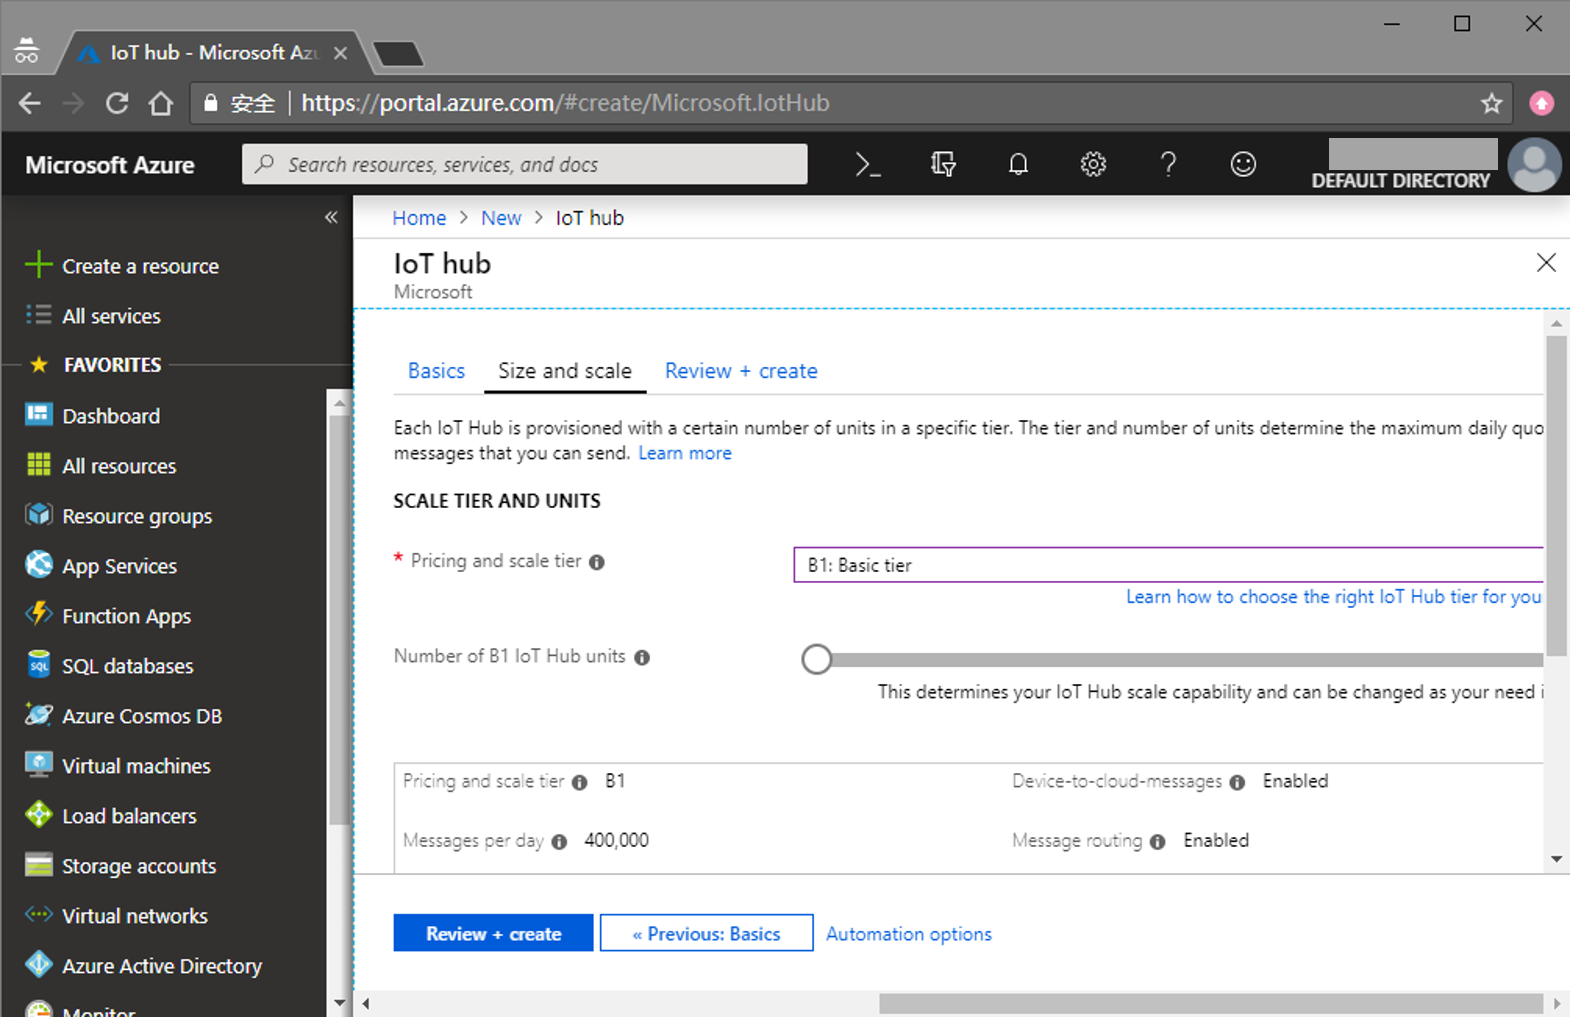 IoT hub - Microsoft Az
安全 https://portal.azure.com/#create/Microsoft.IotHub
Microsoft Azure
Search resources, services, and docs
DEFAULT DIRECTORY
Home > New > IoT hub
Create a resource
All services
FAVORITES
Dashboard
All resources
Resource groups
App Services
Function Apps
SQL databases
Azure Cosmos DB
Virtual machines
Load balancers
Storage accounts
Virtual networks
Azure Active Directory
Monitor
IoT hub
Microsoft
Basics
Size and scale
Review + create
Each IoT Hub is provisioned with a certain number of units in a specific tier. The tier and number of units determine the maximum daily quo
messages that you can send. Learn more
SCALE TIER AND UNITS
* Pricing and scale tier
B1: Basic tier
Learn how to choose the right IoT Hub tier for you
Number of B1 IoT Hub units
This determines your IoT Hub scale capability and can be changed as your need i
Pricing and scale tier B1
Device-to-cloud-messages Enabled
Messages per day 400,000
Message routing Enabled
Review + create
« Previous: Basics
Automation options